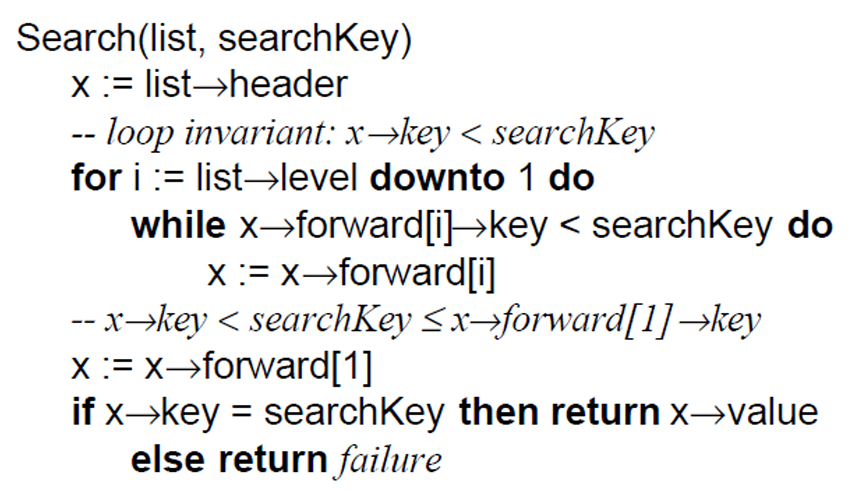 Search(list, searchKey)
x := list→header
-- loop invariant: x→key < searchKey
for i := list→level downto 1 do
while x→forward[i]→key < searchKey do
x := x→forward[i]
-- x→key < searchKey ≤ x→forward[1]→key
x := x→forward[1]
if x→key = searchKey then return x→value
else return failure